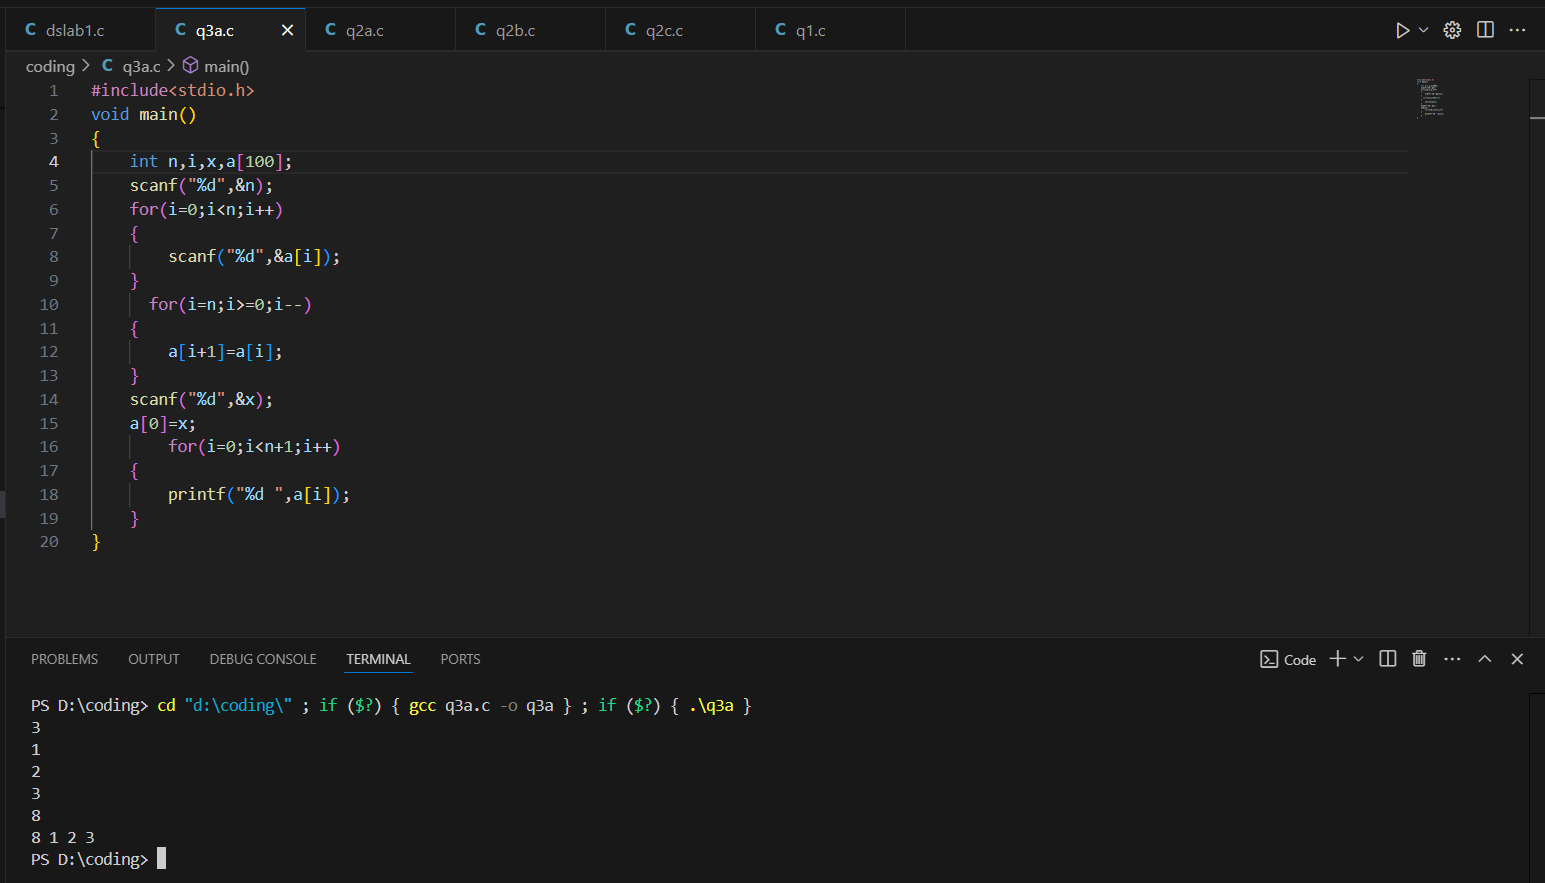 C dslab1.c C q3a.c × C q2a.c C q2b.c C q2c.c C q1.c
coding > C q3a.c > main()
1 #include<stdio.h>
2 void main()
3 {
4     int n,i,x,a[100];
5     scanf("%d",&n);
6     for(i=0;i<n;i++)
7     {
8         scanf("%d",&a[i]);
9     }
10       for(i=n;i>=0;i--)
11     {
12         a[i+1]=a[i];
13     }
14     scanf("%d",&x);
15     a[0]=x;
16         for(i=0;i<n+1;i++)
17     {
18         printf("%d ",a[i]);
19     }
20 }
PROBLEMS OUTPUT DEBUG CONSOLE TERMINAL PORTS Code
PS D:\coding> cd "d:\coding\" ; if ($?) { gcc q3a.c -o q3a } ; if ($?) { .\q3a }
3
1
2
3
8
8 1 2 3
PS D:\coding>